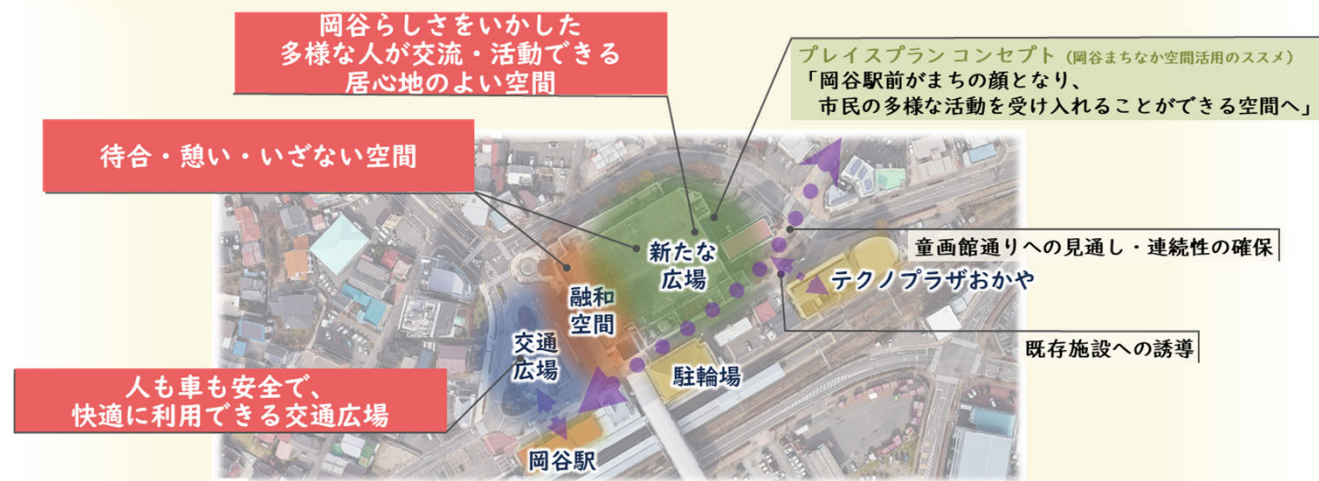 岡谷らしさをいかした
多様な人が交流・活動できる
居心地のよい空間
プレイスプラン コンセプト（岡谷まちなか空間活用のススメ）
「岡谷駅前がまちの顔となり、
市民の多様な活動を受け入れることができる空間へ」
待合・憩い・いざない空間
新たな
広場
童画館通りへの見通し・連続性の確保
テクノプラザおかや
融和
空間
交通
広場
既存施設への誘導
駐輪場
人も車も安全で、
快適に利用できる交通広場
岡谷駅